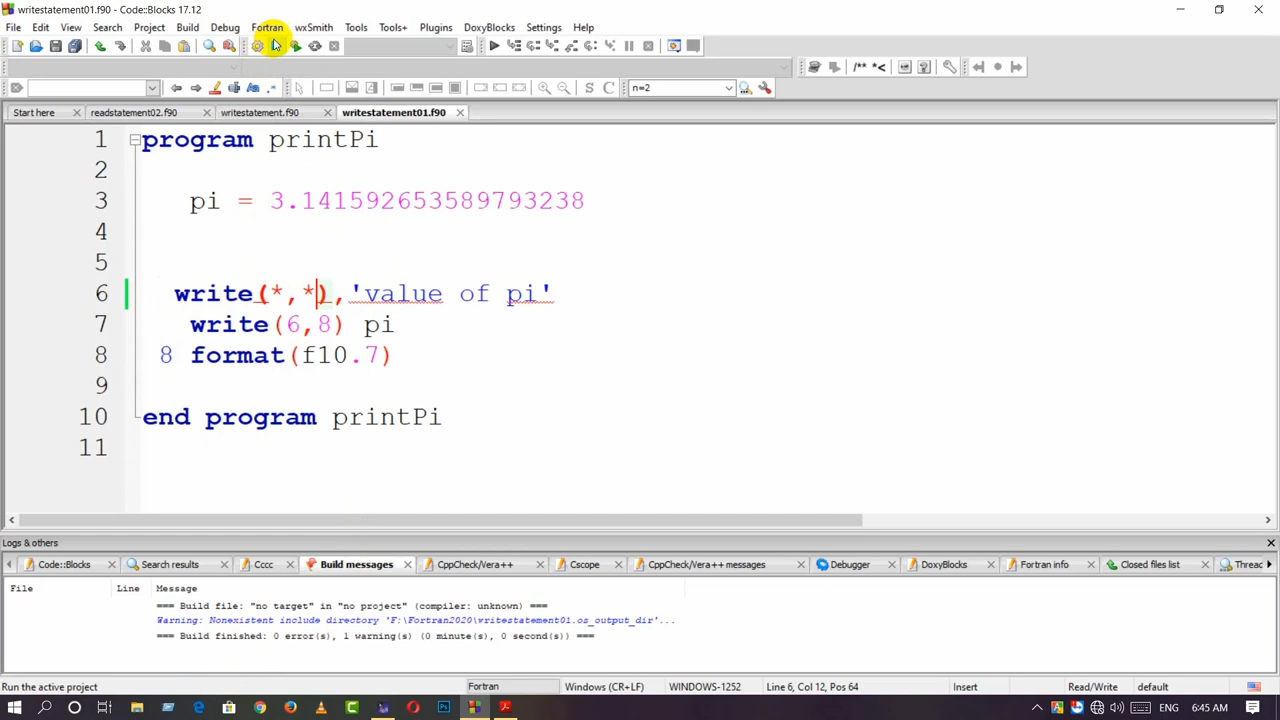 writestatement01.f90 - Code::Blocks 17.12
File Edit View Search Project Build Debug Fortran wxSmith Tools Tools+ Plugins DoxyBlocks Settings Help
/** *<
S C n=2
Start here readstatement02.f90 writestatement.f90 writestatement01.f90
1 program printPi
2
3 pi = 3.141592653589793238
4
5
6 write(*,*),'value of pi'
7 write(6,8) pi
8 8 format(f10.7)
9
10 end program printPi
11
Logs & others
Code::Blocks Search results Cccc Build messages CppCheck/Vera++ Cscope CppCheck/Vera++ messages Debugger DoxyBlocks Fortran info Closed files list Threa
File Line Message
=== Build file: "no target" in "no project" (compiler: unknown) ===
Warning: Nonexistent include directory 'F:\Fortran2020\writestatement01.os_output_dir'...
=== Build finished: 0 error(s), 1 warning(s) (0 minute(s), 0 second(s)) ===
Run the active project Fortran Windows (CR+LF) WINDOWS-1252 Line 6, Col 12, Pos 64 Insert Read/Write default
ENG 6:45 AM